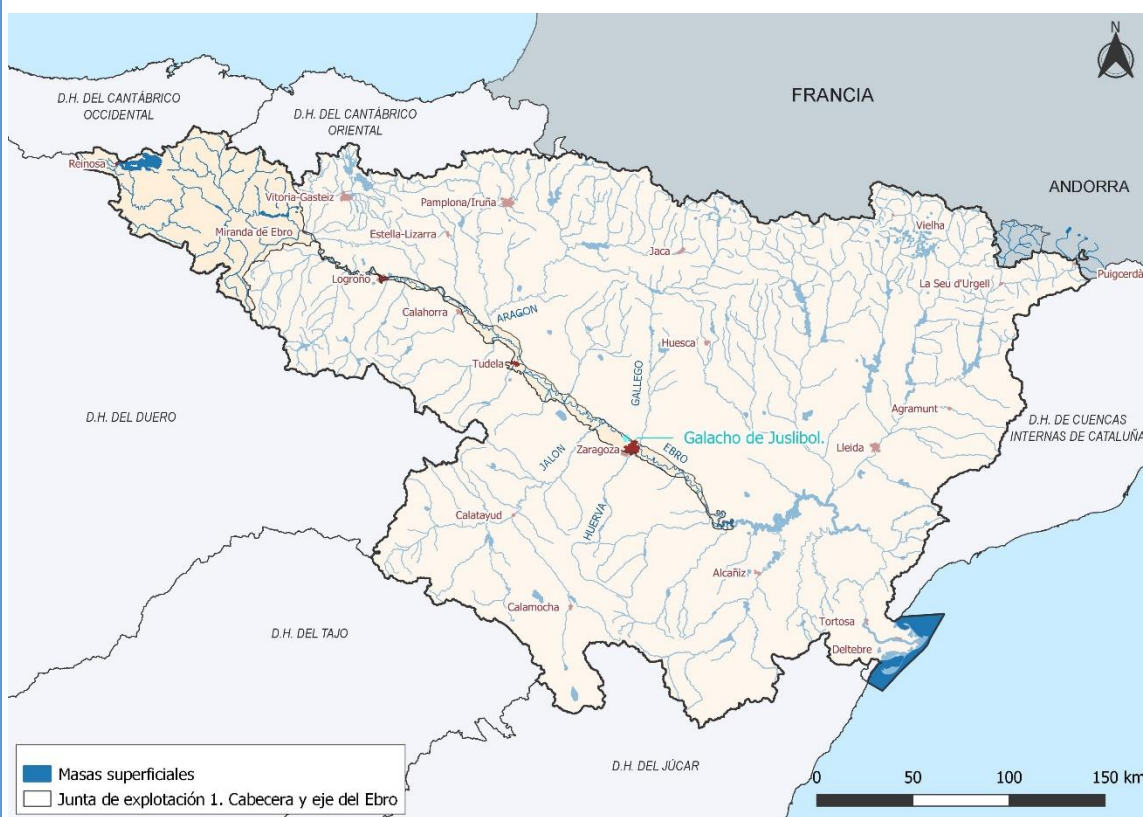 N
FRANCIA
D.H. DEL CANTÁBRICO
OCCIDENTAL
D.H. DEL CANTÁBRICO
ORIENTAL
Reinosa
ANDORRA
Vitoria-Gasteiz
Pamplona/Iruña
Vielha
Miranda de Ebro
Estella-Lizarra
Jaca
Puigcerdà
La Seu d'Urgell
Logroño
Calahorra
ARAGON
Huesca
Tudela
GALLEGO
D.H. DEL DUERO
Agramunt
D.H. DE CUENCAS
INTERNAS DE CATALUÑA
Galacho de Juslibol.
Zaragoza
EBRO
JALON
Lleida
Calatayud
HUERVA
Alcañiz
Calamocha
Tortosa
D.H. DEL TAJO
Deltebre
D.H. DEL JÚCAR
Masas superficiales
Junta de explotación 1. Cabecera y eje del Ebro
0 50 100 150 km